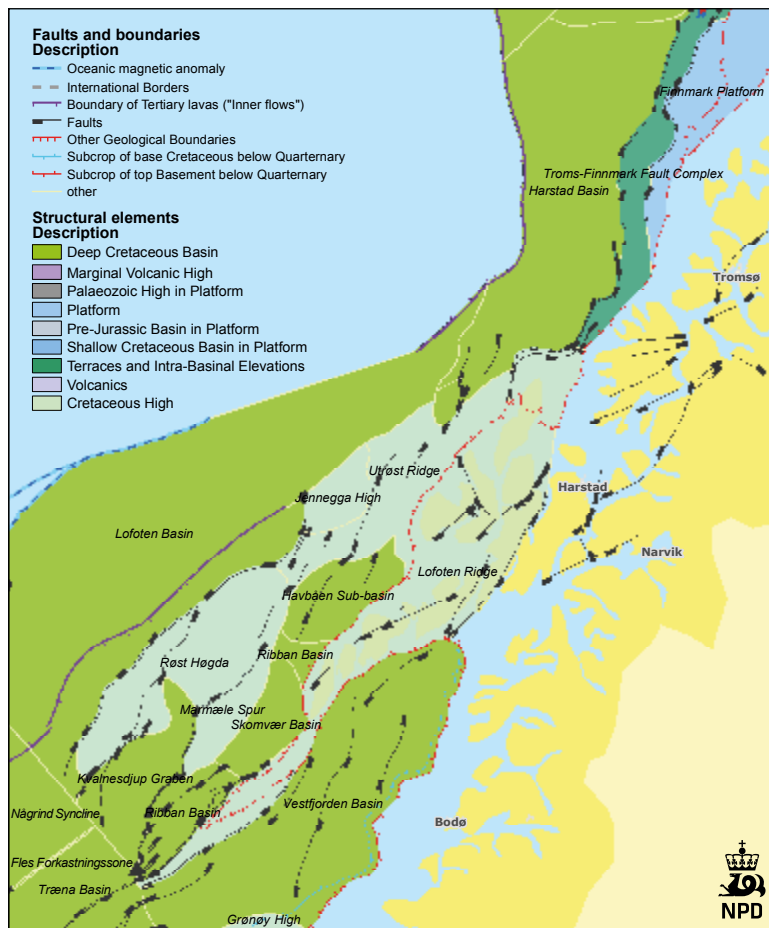 Faults and boundaries
Description
Oceanic magnetic anomaly
International Borders
Boundary of Tertiary lavas ("Inner flows")
Faults
Other Geological Boundaries
Subcrop of base Cretaceous below Quaternary
Subcrop of top Basement below Quaternary
other
Structural elements
Description
Deep Cretaceous Basin
Marginal Volcanic High
Palaeozoic High in Platform
Platform
Pre-Jurassic Basin in Platform
Shallow Cretaceous Basin in Platform
Terraces and Intra-Basinal Elevations
Volcanics
Cretaceous High
Finnmark Platform
Troms-Finnmark Fault Complex
Harstad Basin
Tromsø
Utrøst Ridge
Jennegga High
Harstad
Lofoten Basin
Narvik
Lofoten Ridge
Havbåen Sub-basin
Ribban Basin
Røst Høgda
Marmæle Spur
Skomvær Basin
Kvalnesdjup Graben
Vestfjorden Basin
Någrind Syncline
Ribban Basin
Bodø
Fles Forkastningssone
Træna Basin
Grønøy High
NPD